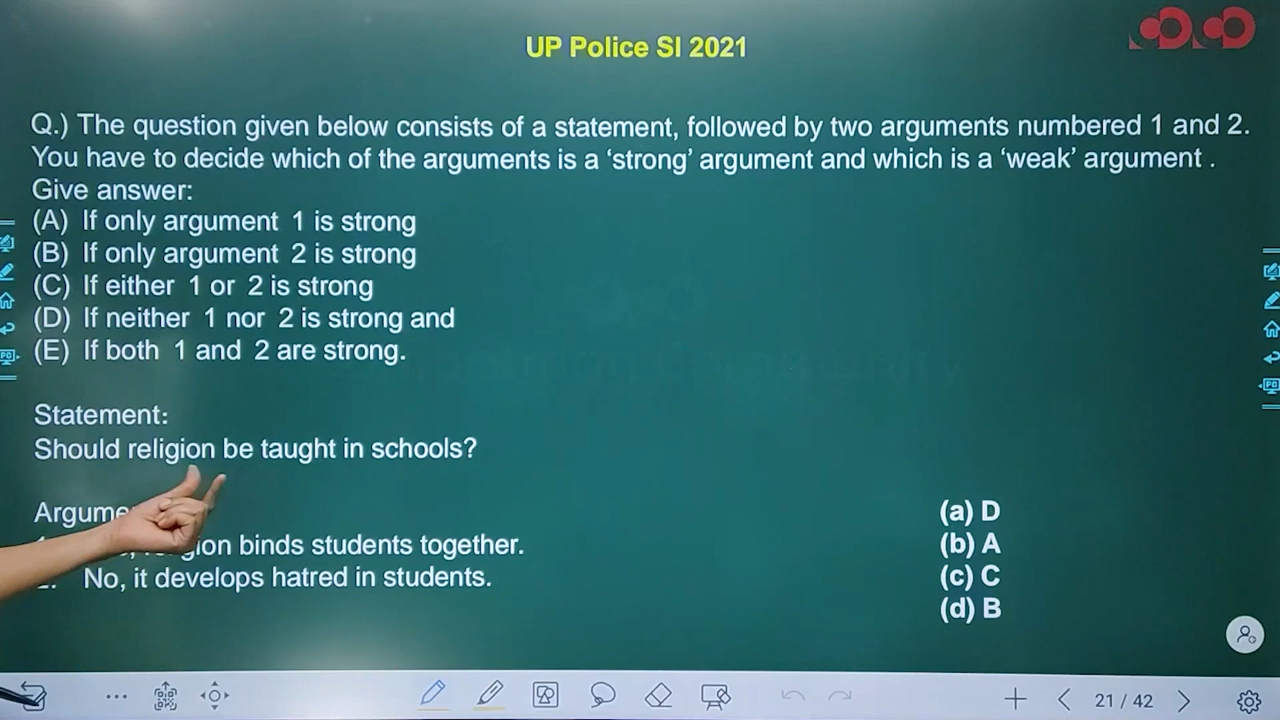 UP Police SI 2021
Q.) The question given below consists of a statement, followed by two arguments numbered 1 and 2.
You have to decide which of the arguments is a ‘strong’ argument and which is a ‘weak’ argument .
Give answer:
(A) If only argument 1 is strong
(B) If only argument 2 is strong
(C) If either 1 or 2 is strong
(D) If neither 1 nor 2 is strong and
(E) If both 1 and 2 are strong.
Statement:
Should religion be taught in schools?
binds students together.
No, it develops hatred in students.
(a) D
(b) A
(c) C
(d) B
21 / 42